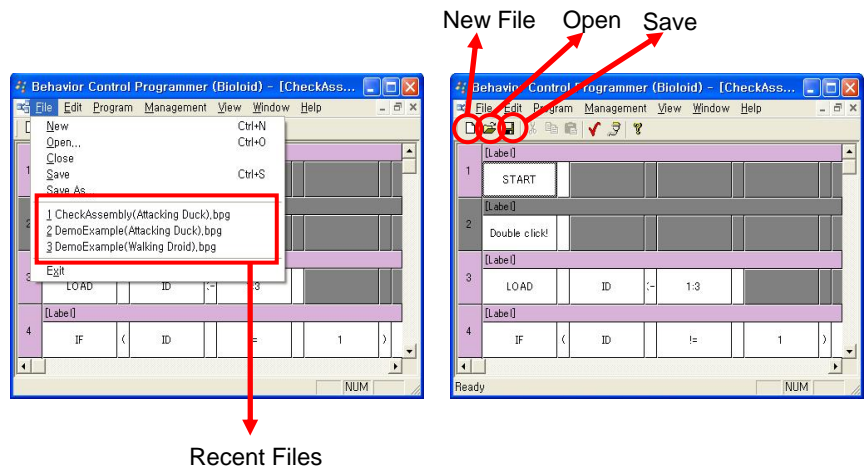 New File Open Save
Behavior Control Programmer (Bioloid) - [CheckAss...
File Edit Program Management View Window Help
New Ctrl+N
Open... Ctrl+O
Close
Save Ctrl+S
Save As...
1 CheckAssembly(Attacking Duck).bpg
2 DemoExample(Attacking Duck).bpg
3 DemoExample(Walking Droid).bpg
Exit
1
2
3
LOAD ID 1:3
[Label]
4 IF ( ID != 1 )
NUM
Behavior Control Programmer (Bioloid) - [CheckAss...
File Edit Program Management View Window Help
[Label]
1 START
[Label]
2 Double click!
[Label]
3 LOAD ID :- 1:3
[Label]
4 IF ( ID != 1 )
Ready NUM
Recent Files